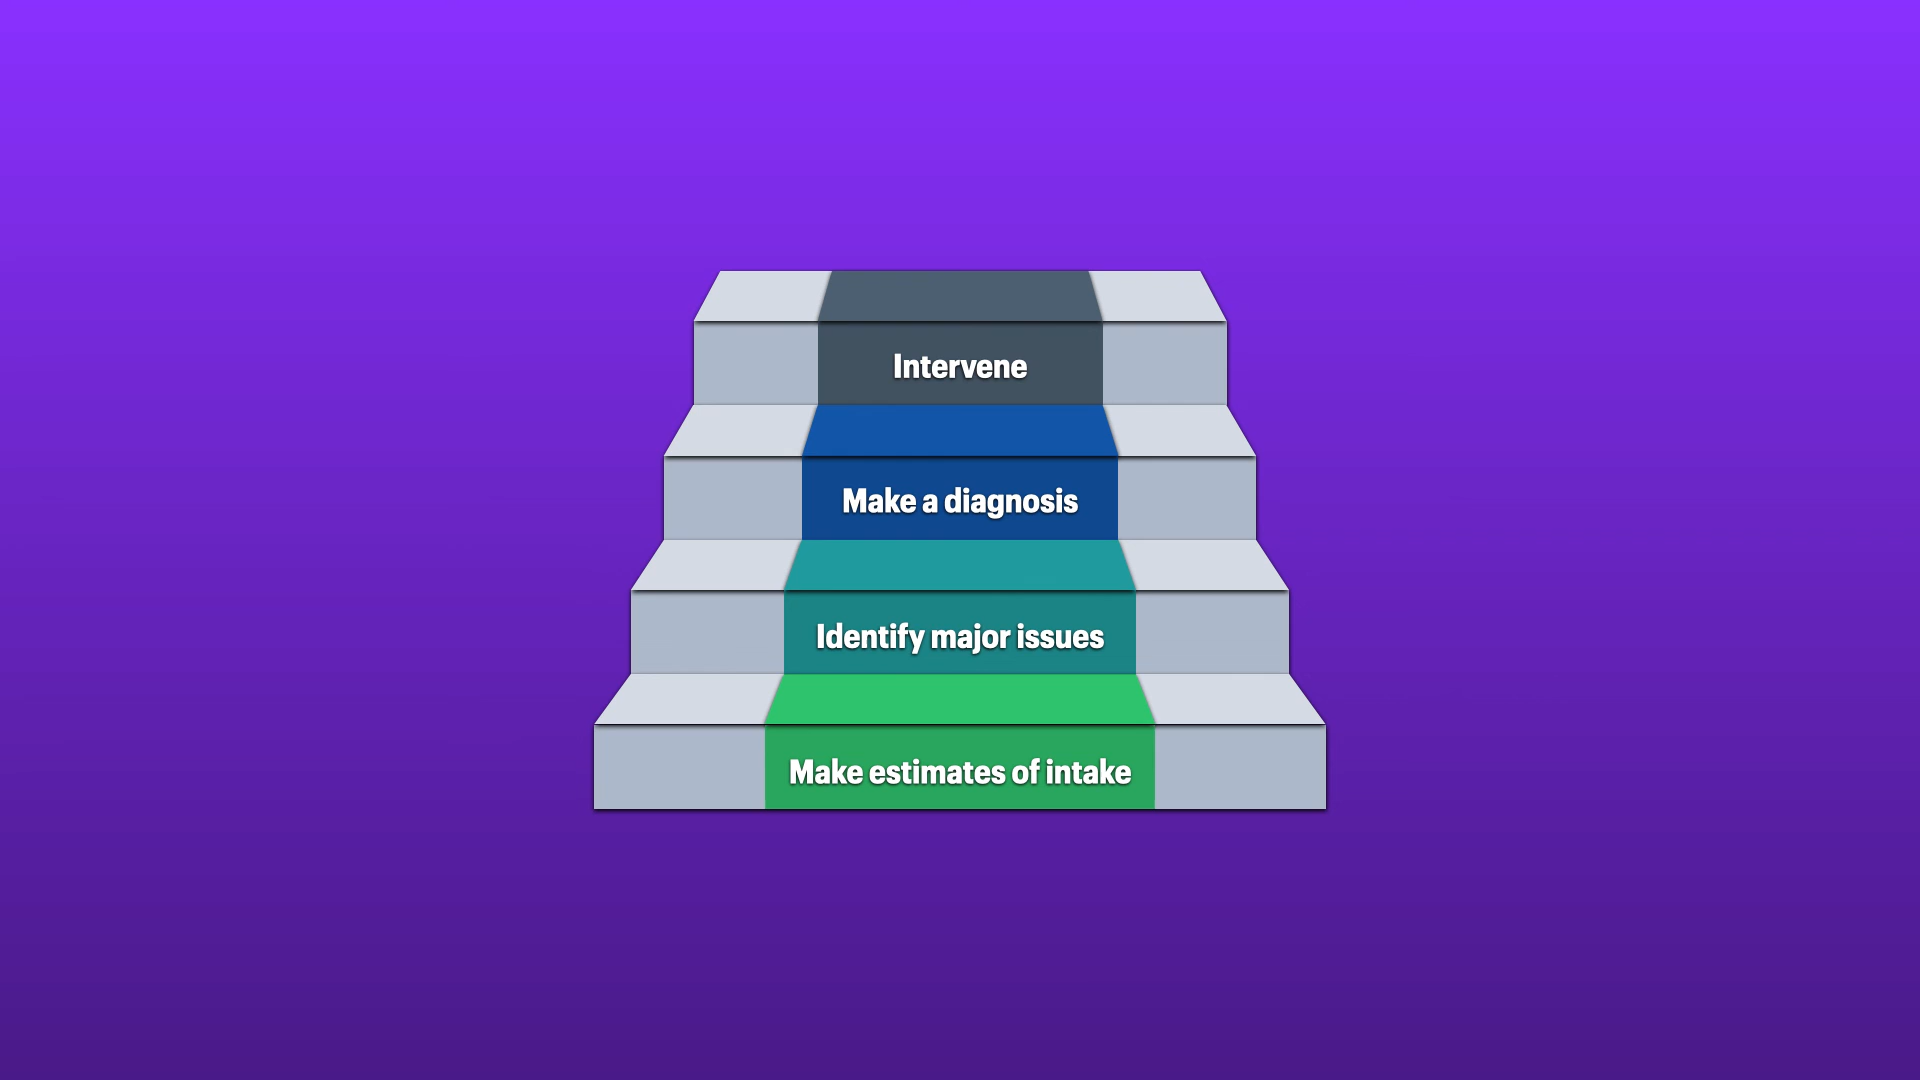 Intervene
Make a diagnosis
Identify major issues
Make estimates of intake